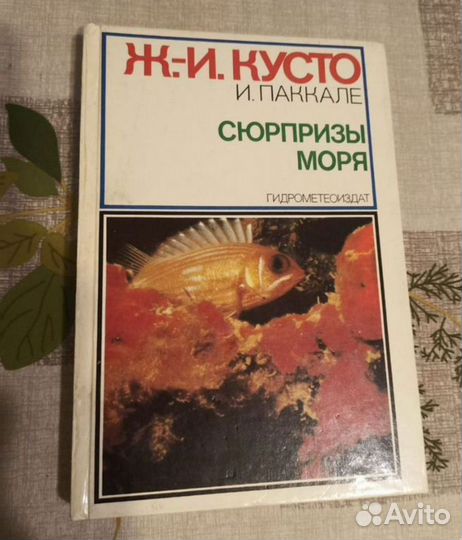 Ж.-И. КУСТО
И. ПАККАЛЕ
СЮРПРИЗЫ
МОРЯ
ГИДРОМЕТЕОИЗДАТ
Avito